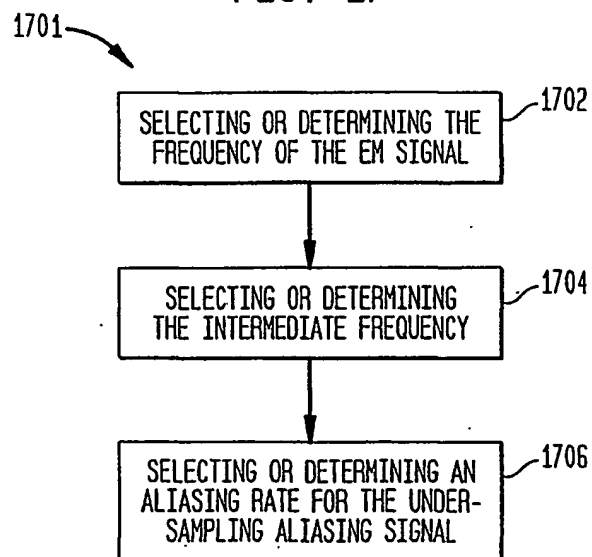 1701
1702
SELECTING OR DETERMINING THE
FREQUENCY OF THE EM SIGNAL
1704
SELECTING OR DETERMINING
THE INTERMEDIATE FREQUENCY
1706
SELECTING OR DETERMINING AN
ALIASING RATE FOR THE UNDER-
SAMPLING ALIASING SIGNAL